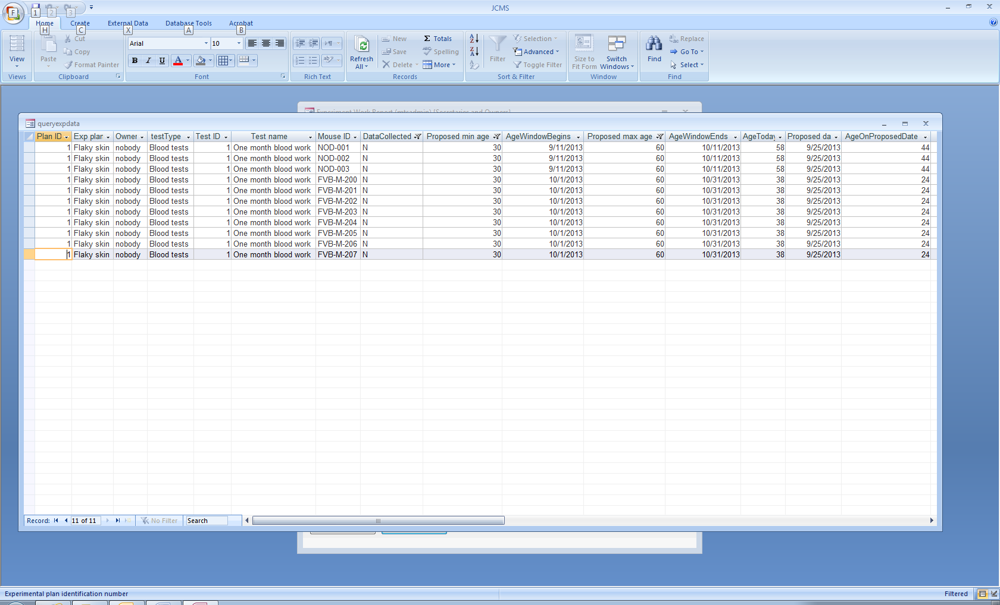 JCMS
F 1 2 3
Home Create External Data Database Tools Acrobat
H C X A B
View
Views
Paste
Cut
Copy
Format Painter
Clipboard
Arial 10
B I U A
Font
Rich Text
Refresh All
New
Save
Delete
Σ Totals
Spelling
More
Records
Filter
Selection
Advanced
Toggle Filter
Sort & Filter
Size to Fit Form
Switch Windows
Window
Find
Replace
Go To
Select
Find
Experiment Work Report (mtsadmin) {Secretaries and Owners}
queryexpdata
Plan ID Exp plan Owner testType Test ID Test name Mouse ID DataCollected Proposed min age AgeWindowBegins Proposed max age AgeWindowEnds AgeToday Proposed da AgeOnProposedDate
1 Flaky skin nobody Blood tests 1 One month blood work NOD-001 N 30 9/11/2013 60 10/11/2013 58 9/25/2013 44
1 Flaky skin nobody Blood tests 1 One month blood work NOD-002 N 30 9/11/2013 60 10/11/2013 58 9/25/2013 44
1 Flaky skin nobody Blood tests 1 One month blood work NOD-003 N 30 9/11/2013 60 10/11/2013 58 9/25/2013 44
1 Flaky skin nobody Blood tests 1 One month blood work FVB-M-200 N 30 10/1/2013 60 10/31/2013 38 9/25/2013 24
1 Flaky skin nobody Blood tests 1 One month blood work FVB-M-201 N 30 10/1/2013 60 10/31/2013 38 9/25/2013 24
1 Flaky skin nobody Blood tests 1 One month blood work FVB-M-202 N 30 10/1/2013 60 10/31/2013 38 9/25/2013 24
1 Flaky skin nobody Blood tests 1 One month blood work FVB-M-203 N 30 10/1/2013 60 10/31/2013 38 9/25/2013 24
1 Flaky skin nobody Blood tests 1 One month blood work FVB-M-204 N 30 10/1/2013 60 10/31/2013 38 9/25/2013 24
1 Flaky skin nobody Blood tests 1 One month blood work FVB-M-205 N 30 10/1/2013 60 10/31/2013 38 9/25/2013 24
1 Flaky skin nobody Blood tests 1 One month blood work FVB-M-206 N 30 10/1/2013 60 10/31/2013 38 9/25/2013 24
1 Flaky skin nobody Blood tests 1 One month blood work FVB-M-207 N 30 10/1/2013 60 10/31/2013 38 9/25/2013 24
Record: 11 of 11 No Filter Search
Experimental plan identification number Filtered